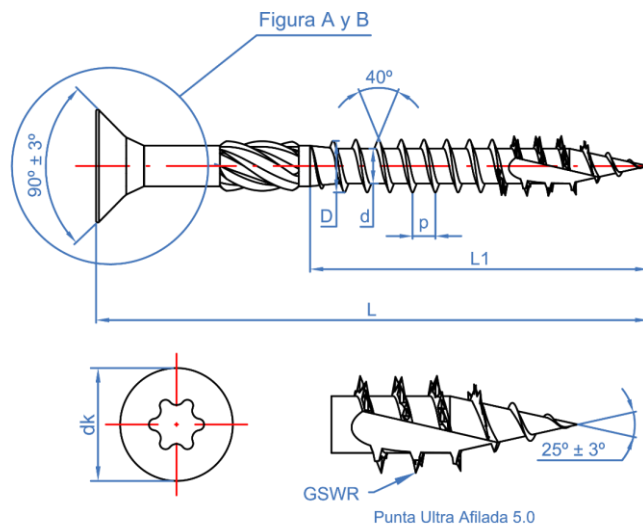 Figura A y B
40º
90º ± 3º
D
d
p
L1
L
dk
GSWR
25º ± 3º
Punta Ultra Afilada 5.0